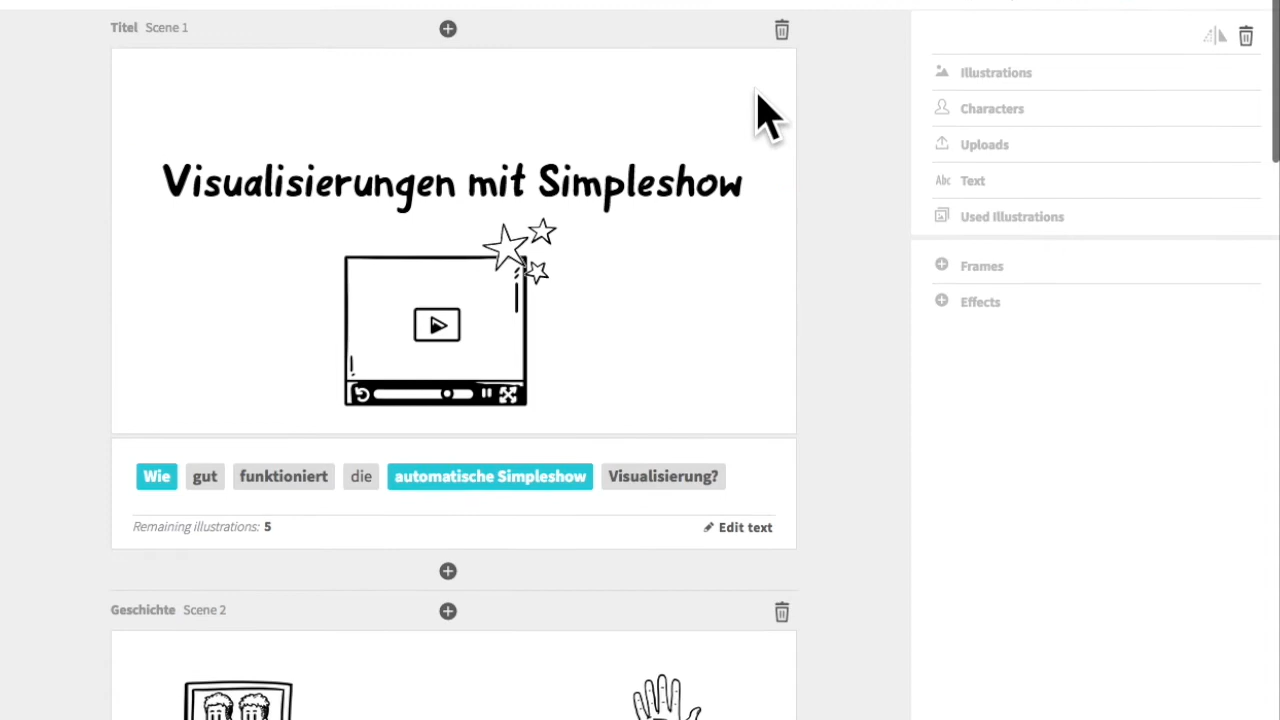 Titel Scene 1
Visualisierungen mit Simpleshow
Wie gut funktioniert die automatische Simpleshow Visualisierung?
Remaining illustrations: 5
Edit text
Geschichte Scene 2
Illustrations
Characters
Uploads
Abc Text
Used Illustrations
Frames
Effects